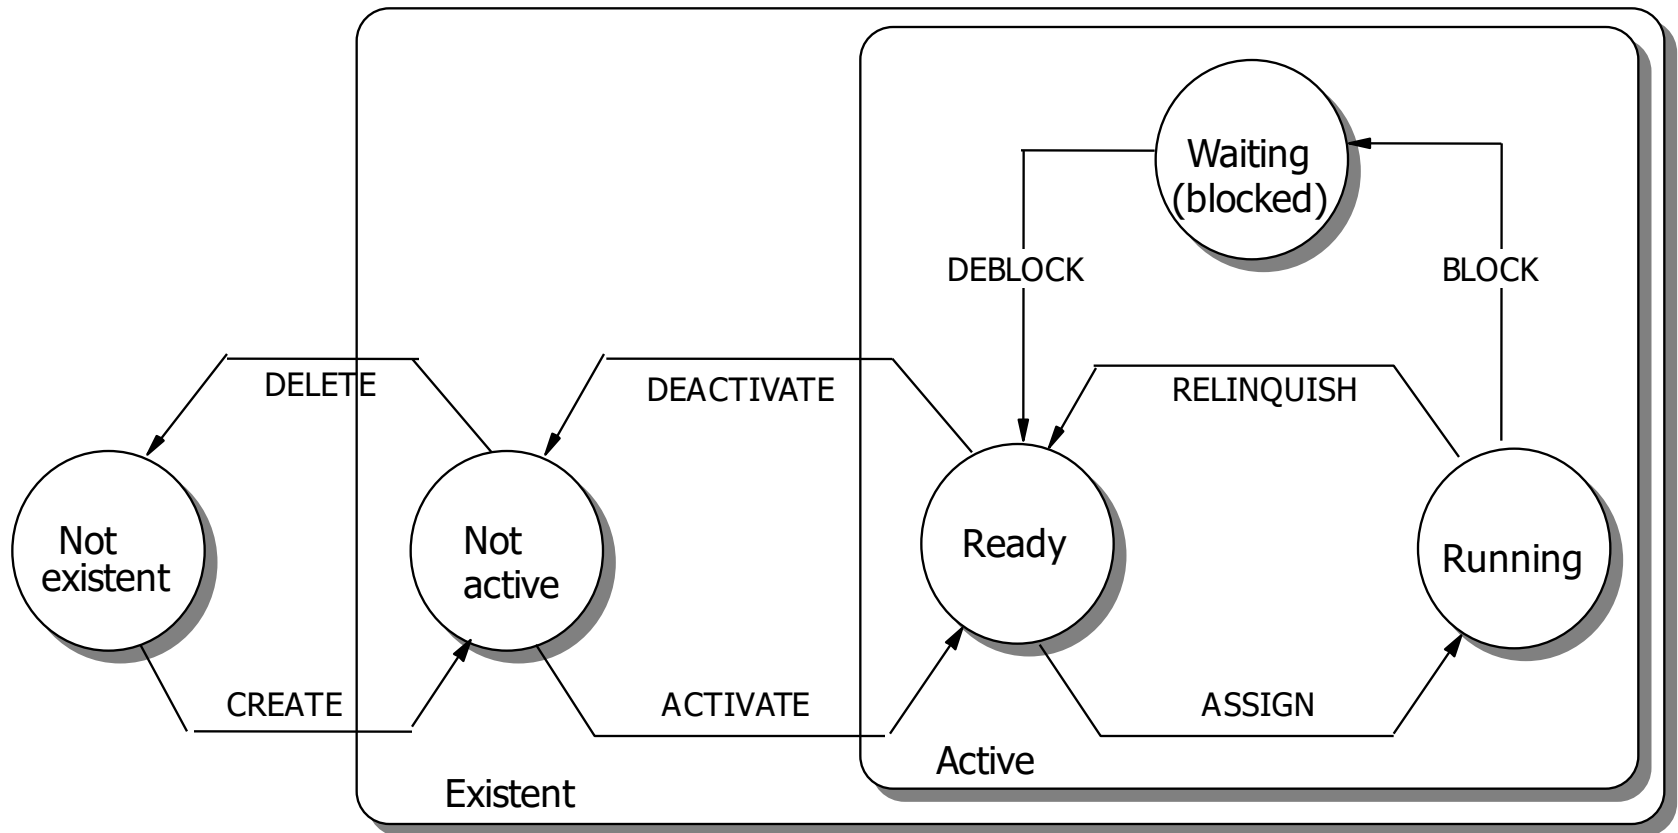 Waiting
(blocked)
DEBLOCK
BLOCK
DELETE
DEACTIVATE
RELINQUISH
Not
existent
Not
active
Ready
Running
CREATE
ACTIVATE
ASSIGN
Active
Existent